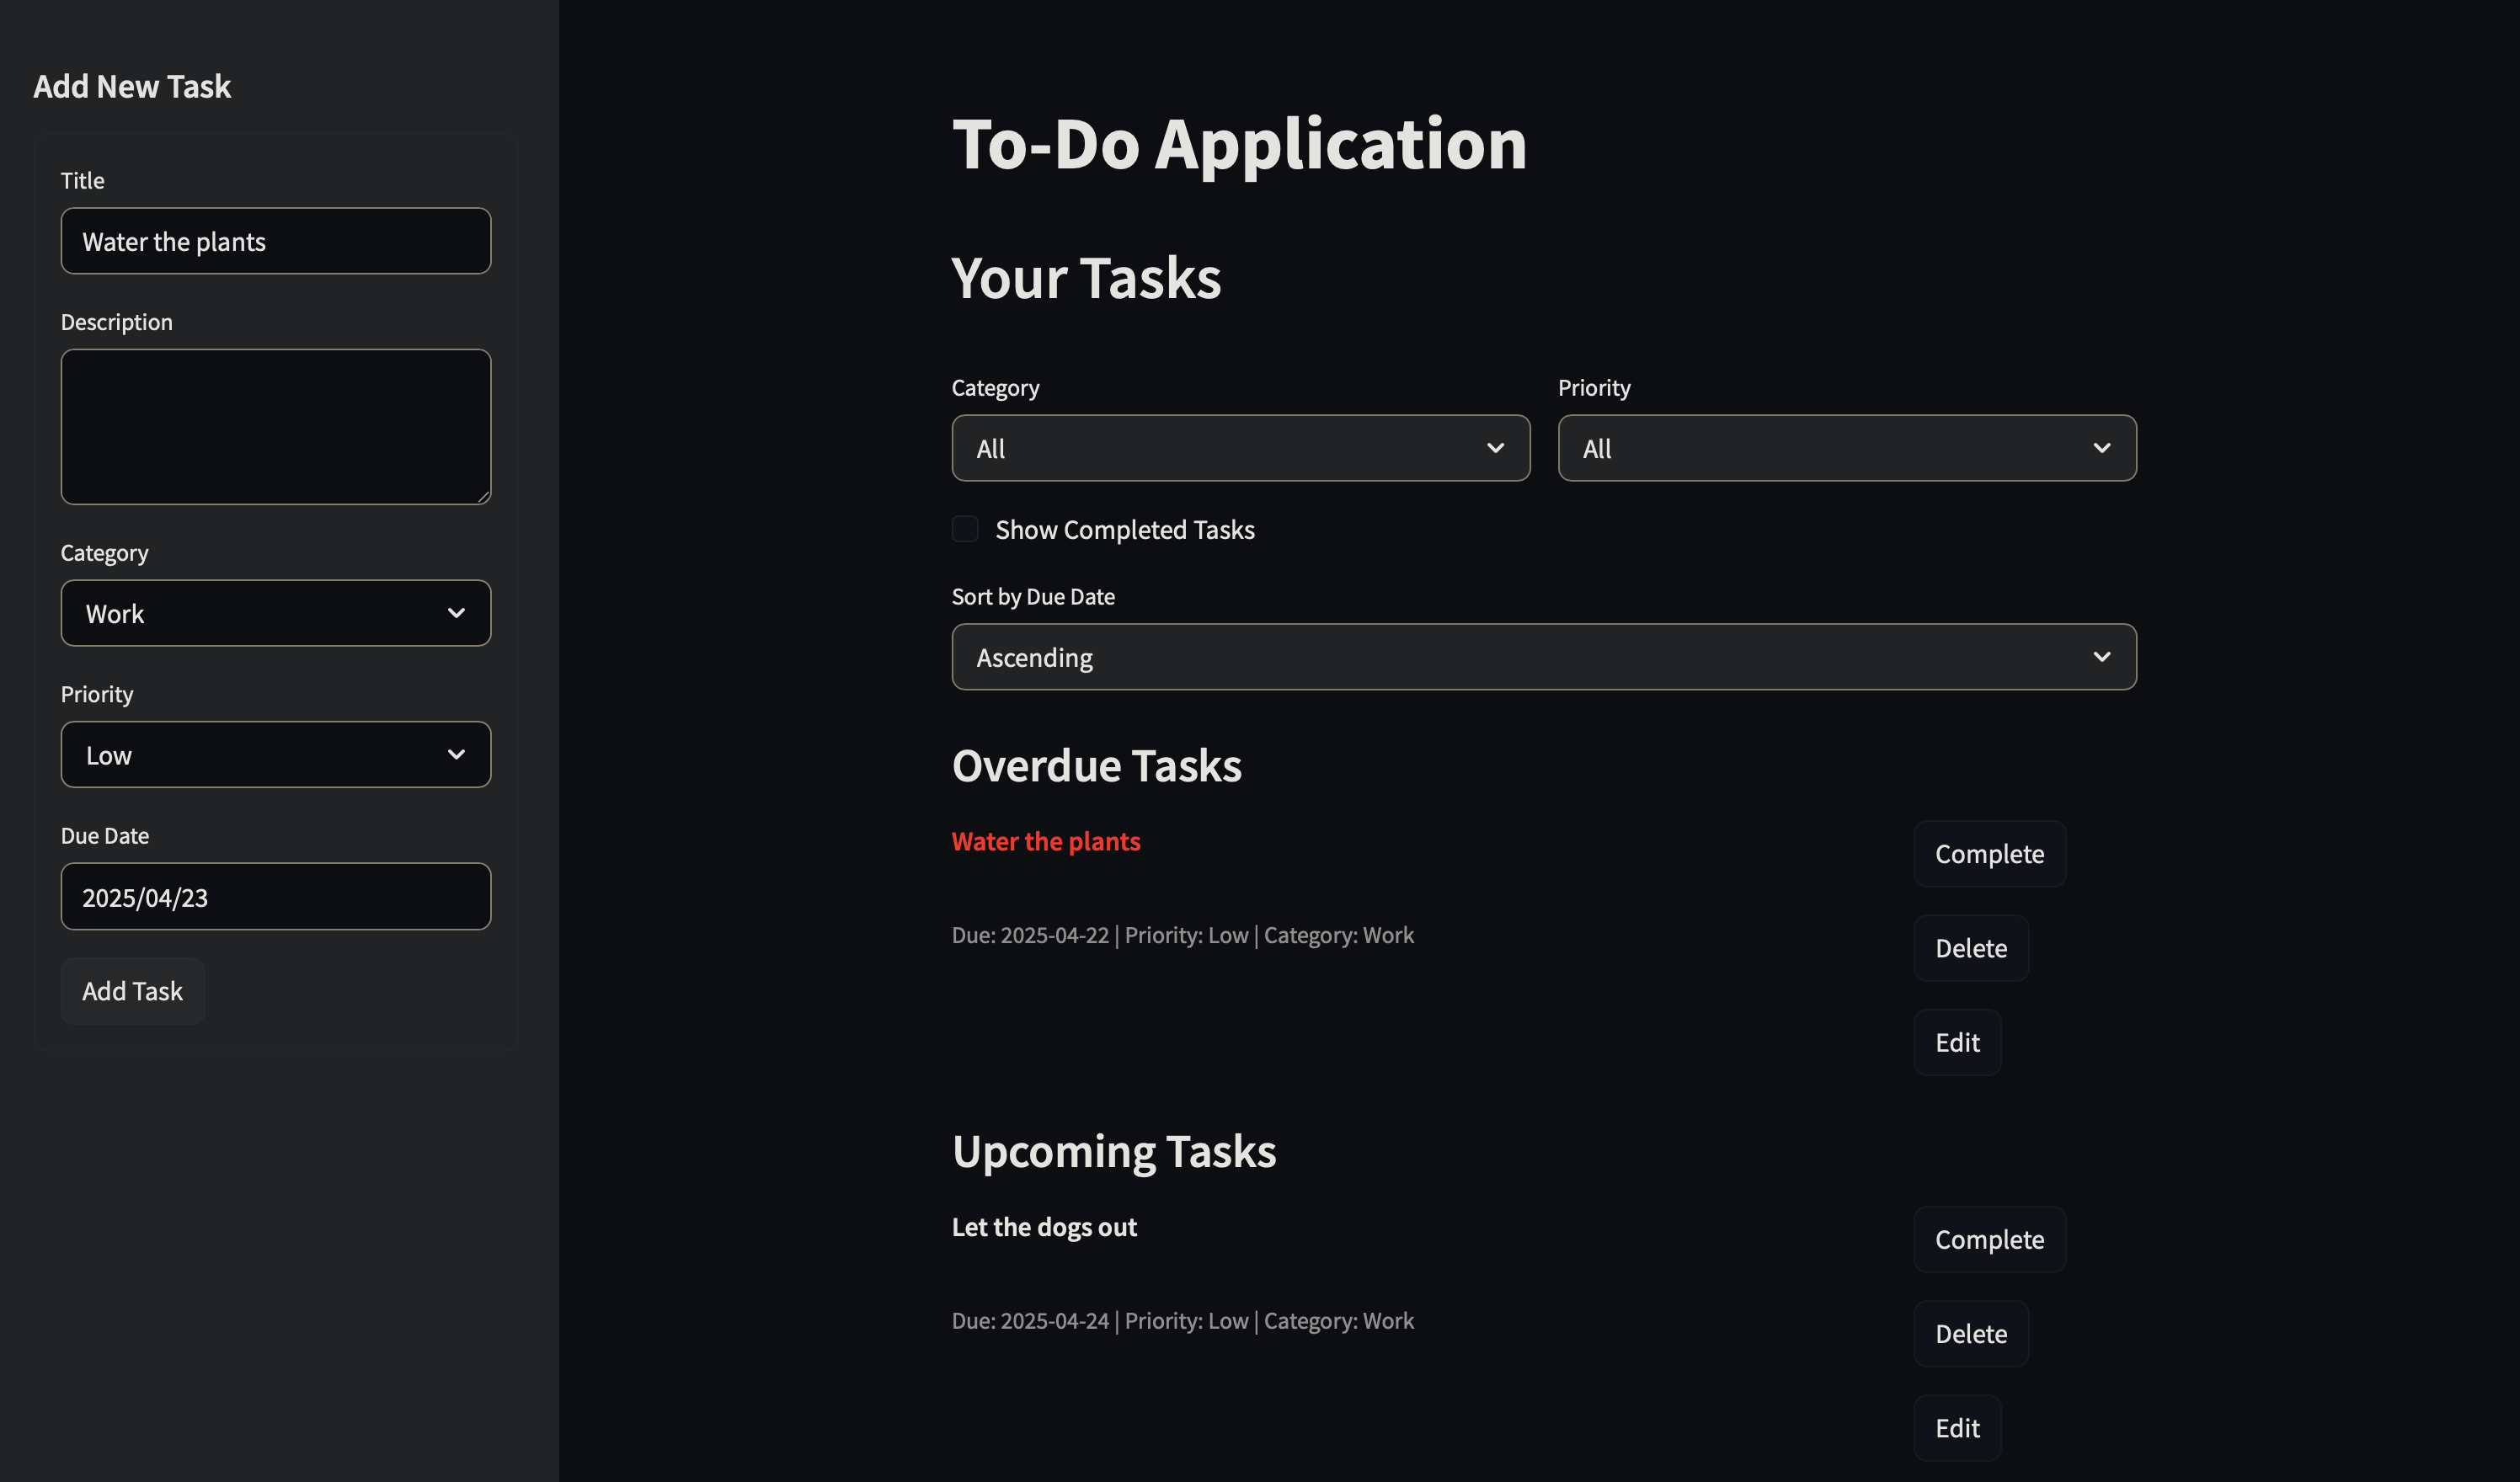 Add New Task
Title
Water the plants
Description
Category
Work
Priority
Low
Due Date
2025/04/23
Add Task
To-Do Application
Your Tasks
Category
Priority
All
All
Show Completed Tasks
Sort by Due Date
Ascending
Overdue Tasks
Water the plants
Complete
Due: 2025-04-22 | Priority: Low | Category: Work
Delete
Edit
Upcoming Tasks
Let the dogs out
Complete
Due: 2025-04-24 | Priority: Low | Category: Work
Delete
Edit